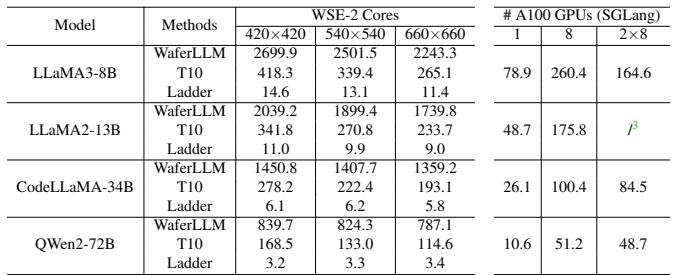 Model Methods WSE-2 Cores # A100 GPUs (SGLang)
420×420 540×540 660×660 1 8 2×8
WaferLLM 2699.9 2501.5 2243.3
LLaMA3-8B T10 418.3 339.4 265.1 78.9 260.4 164.6
Ladder 14.6 13.1 11.4
WaferLLM 2039.2 1899.4 1739.8
LLaMA2-13B T10 341.8 270.8 233.7 48.7 175.8 /3
Ladder 11.0 9.9 9.0
WaferLLM 1450.8 1407.7 1359.2
CodeLLaMA-34B T10 278.2 222.4 193.1 26.1 100.4 84.5
Ladder 6.1 6.2 5.8
WaferLLM 839.7 824.3 787.1
QWen2-72B T10 168.5 133.0 114.6 10.6 51.2 48.7
Ladder 3.2 3.3 3.4